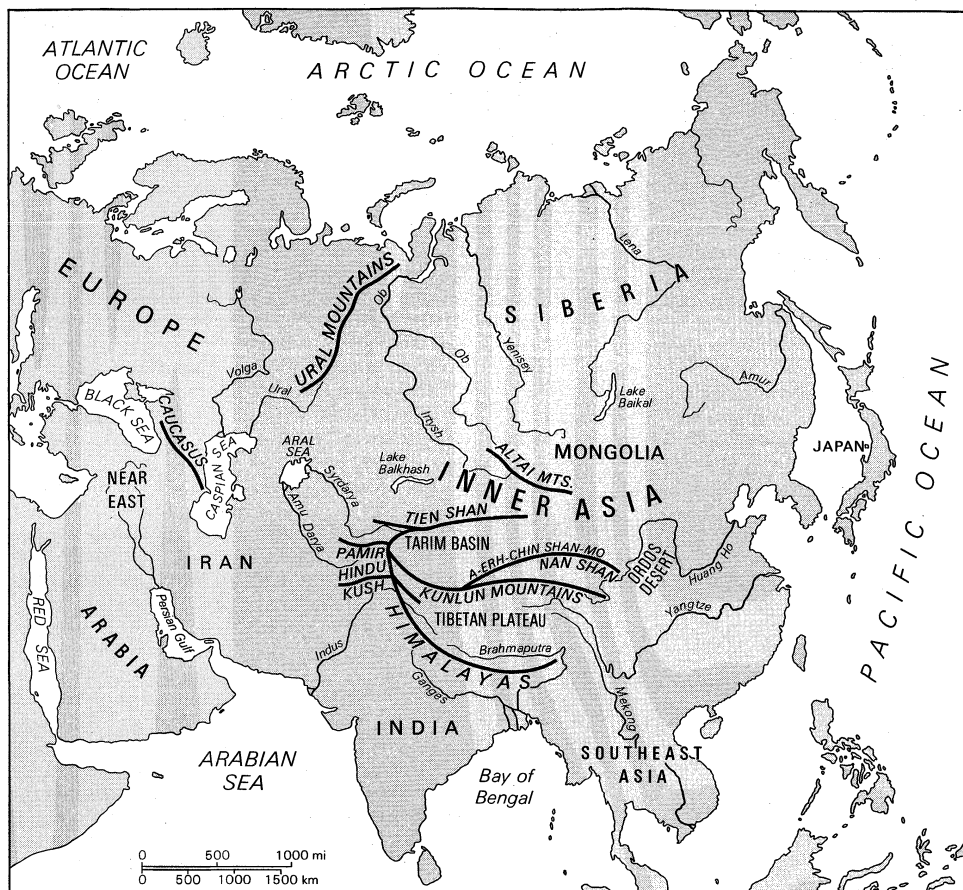 ATLANTIC
OCEAN
ARCTIC OCEAN
EUROPE
URAL MOUNTAINS
Ob
SIBERIA
Lena
Ob
Yenisey
Volga
Ural
Irtysh
Lake
Baikal
Amur
BLACK
SEA
CAUCASUS
CASPIAN SEA
ARAL
SEA
Lake
Balkhash
ALTAI MTS.
MONGOLIA
JAPAN
PACIFIC OCEAN
INNER ASIA
NEAR
EAST
Syrdarya
Amu Darya
TIEN SHAN
TARIM BASIN
IRAN
PAMIR
HINDU
KUSH
A-ERH-CHIN SHAN-MO
NAN SHAN
ORDOS
DESERT
Huang Ho
KUNLUN MOUNTAINS
Yangtze
TIBETAN PLATEAU
RED
SEA
ARABIA
Persian Gulf
Indus
HIMALAYAS
Brahmaputra
Ganges
Mekong
INDIA
SOUTHEAST
ASIA
ARABIAN
SEA
Bay of
Bengal
0 500 1000 mi
0 500 1000 1500 km